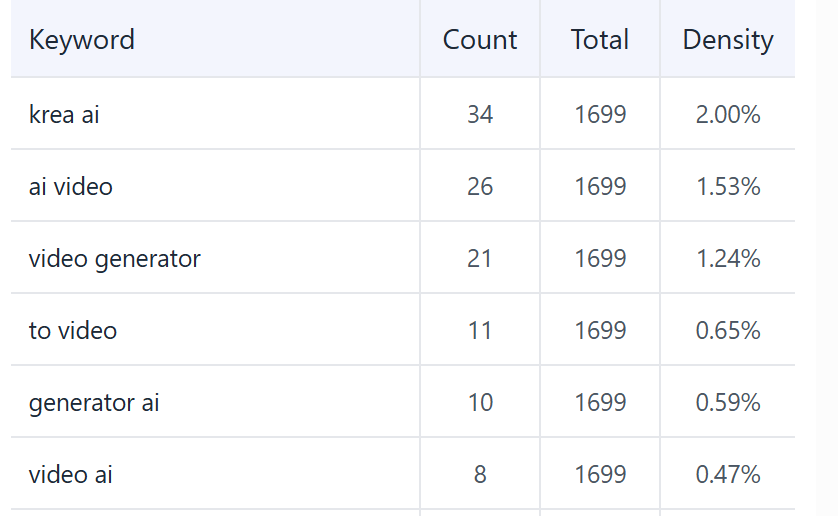 Keyword Count Total Density
krea ai 34 1699 2.00%
ai video 26 1699 1.53%
video generator 21 1699 1.24%
to video 11 1699 0.65%
generator ai 10 1699 0.59%
video ai 8 1699 0.47%